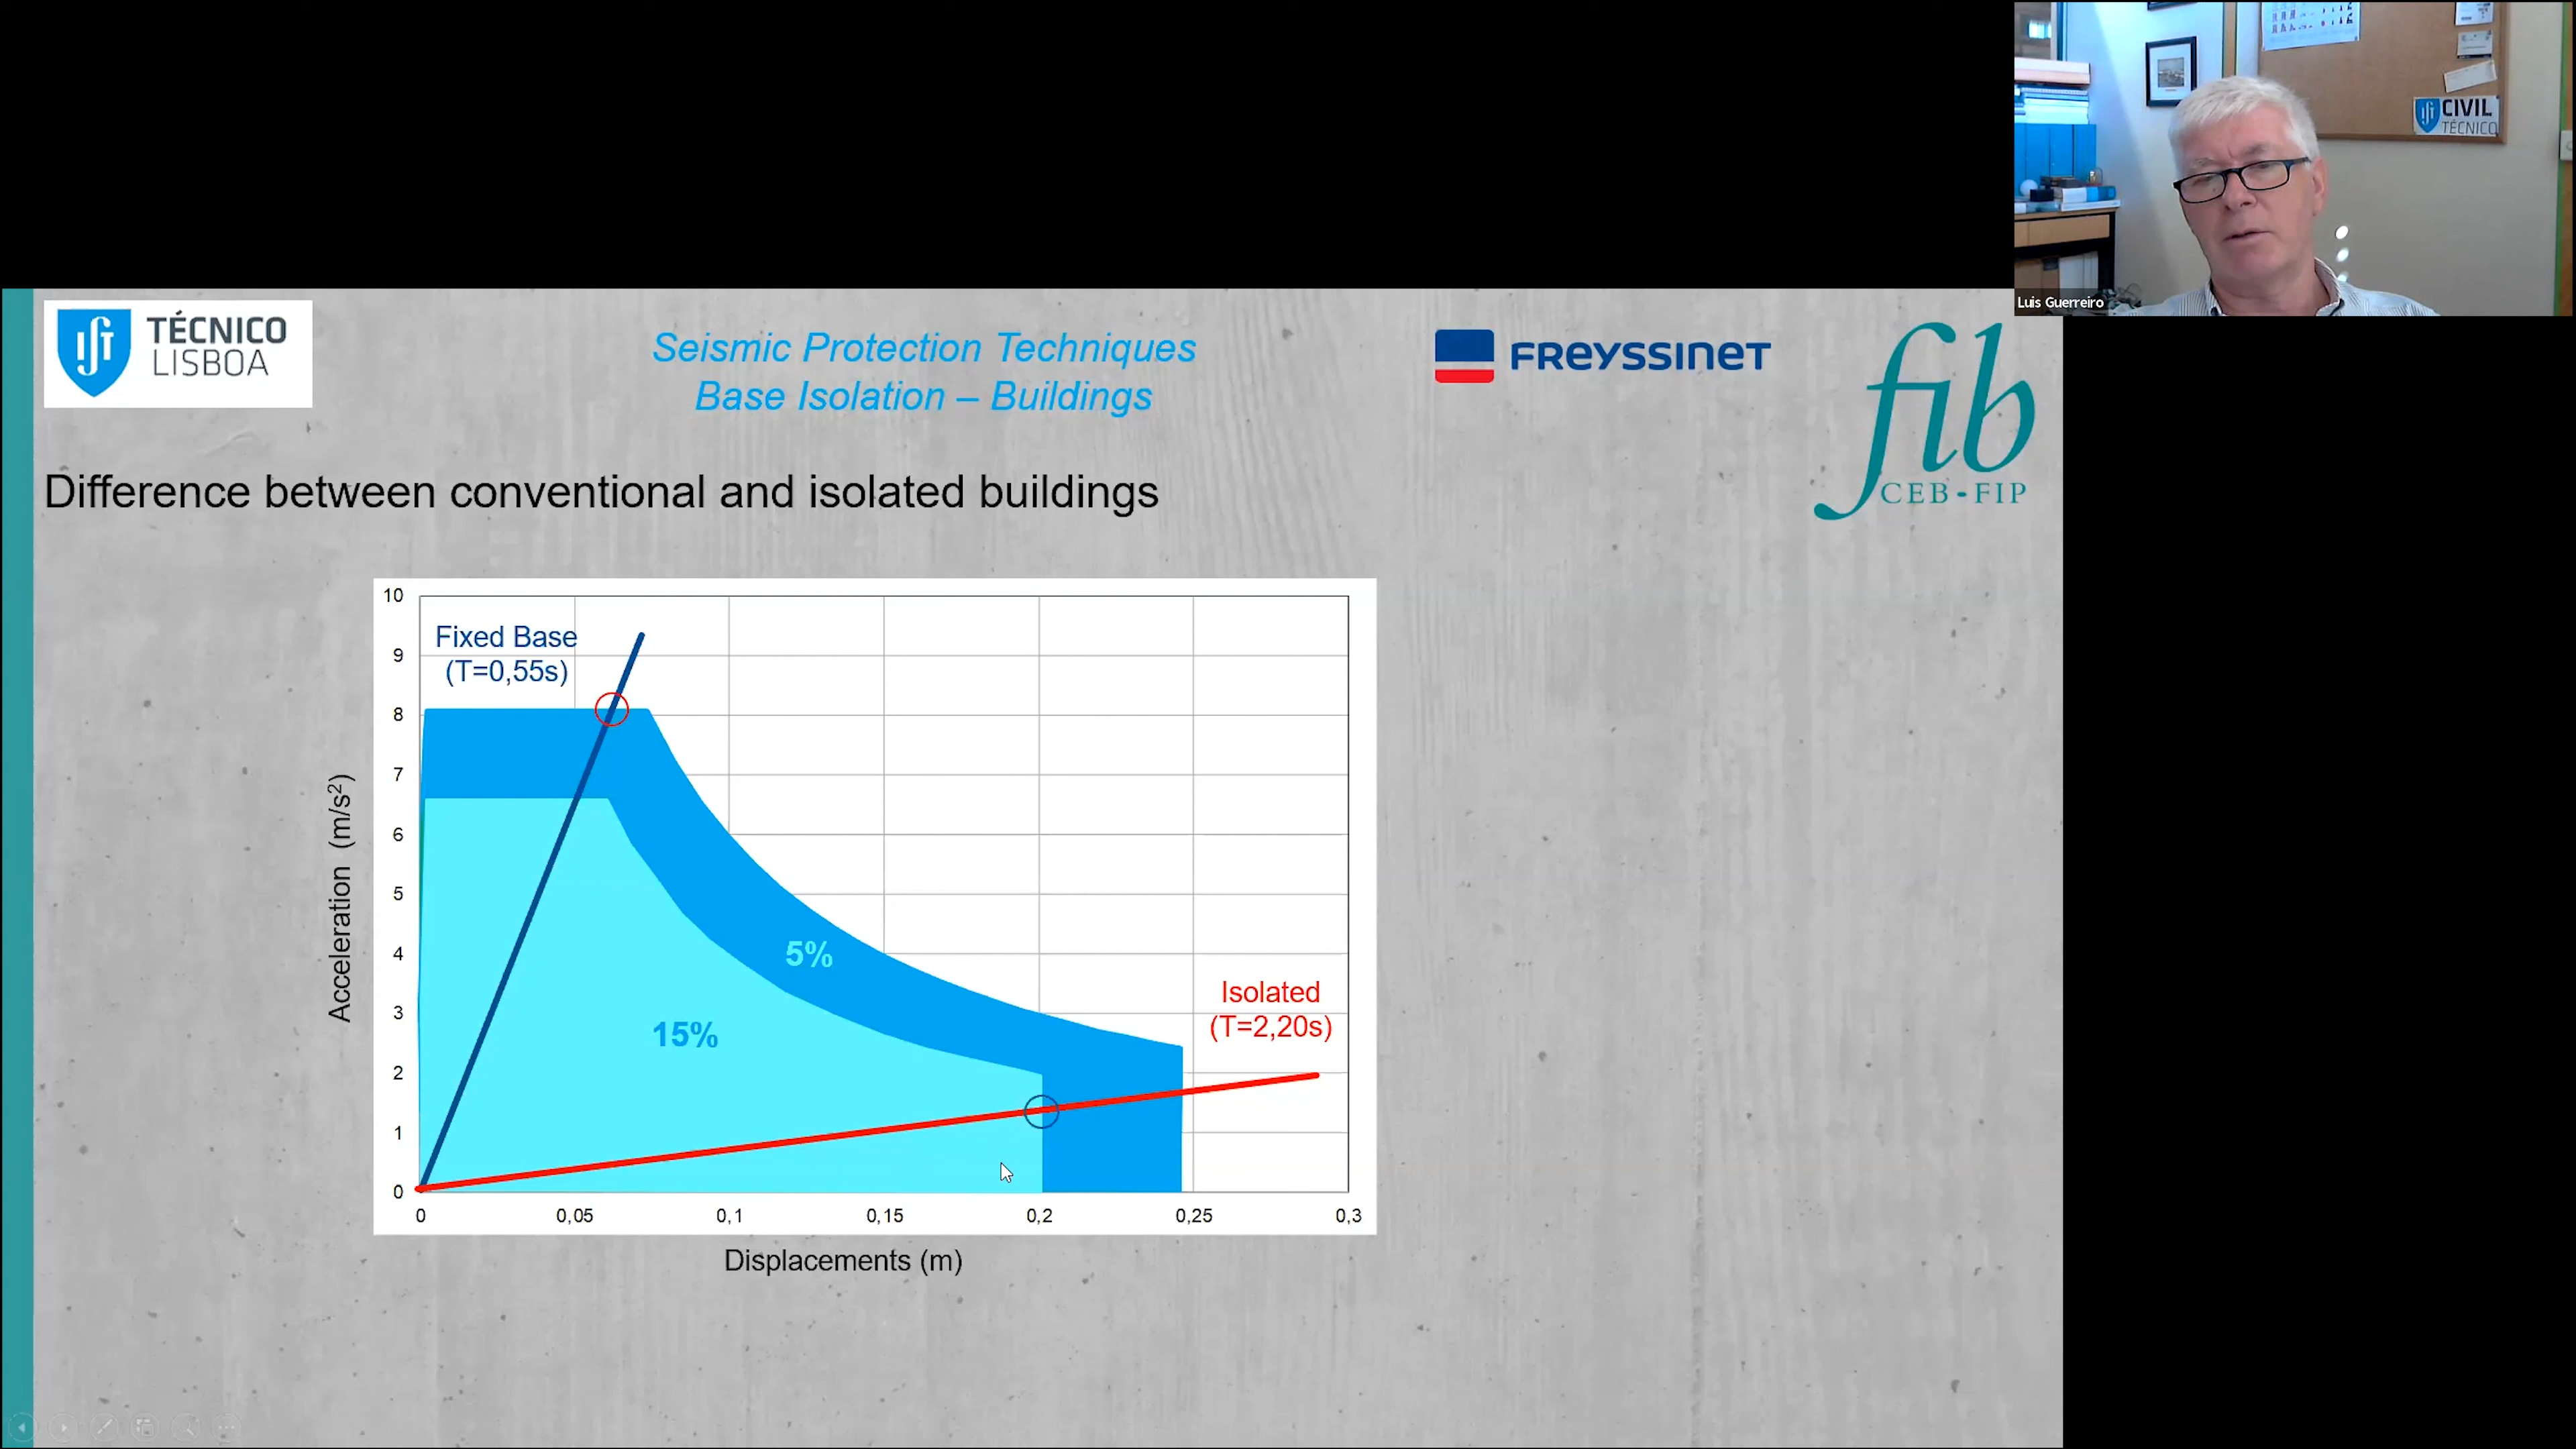 CIVIL
TÉCNICO
Luis Guerreiro
TÉCNICO
LISBOA
Seismic Protection Techniques
Base Isolation – Buildings
FREYSSINET
fib
CEB-FIP
Difference between conventional and isolated buildings
10
9
8
7
6
5
4
3
2
1
0
Acceleration (m/s²)
Fixed Base
(T=0,55s)
5%
15%
Isolated
(T=2,20s)
0
0,05
0,1
0,15
0,2
0,25
0,3
Displacements (m)